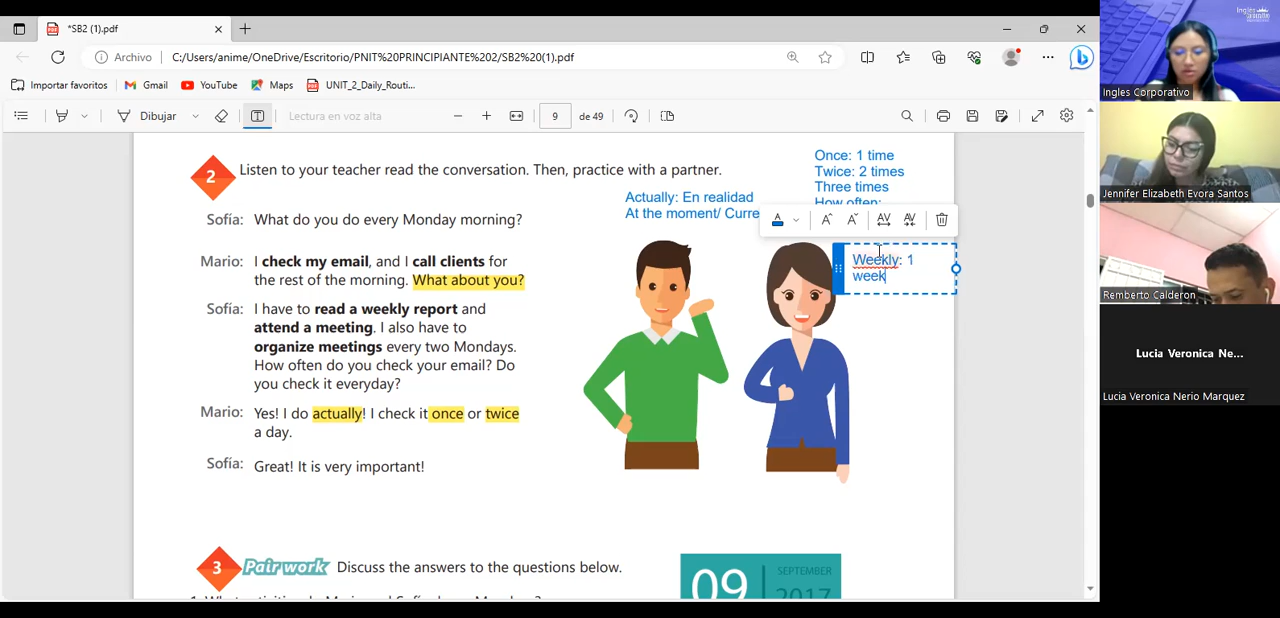 *SB2 (1).pdf
Archivo
C:/Users/anime/OneDrive/Escritorio/PNIT%20PRINCIPIANTE%202/SB2%20(1).pdf
Importar favoritos
Gmail
YouTube
Maps
UNIT_2_Daily_Routi...
Dibujar
Lectura en voz alta
9
de 49
2
Listen to your teacher read the conversation. Then, practice with a partner.
Once: 1 time
Twice: 2 times
Three times
How often:
Actually: En realidad
At the moment/ Curre
Weekly: 1
week
Sofía: What do you do every Monday morning?
Mario: I check my email, and I call clients for
the rest of the morning. What about you?
Sofía: I have to read a weekly report and
attend a meeting. I also have to
organize meetings every two Mondays.
How often do you check your email? Do
you check it everyday?
Mario: Yes! I do actually! I check it once or twice
a day.
Sofía: Great! It is very important!
3
Pair work Discuss the answers to the questions below.
09
SEPTEMBER
2017
Ingles Corporativo
Jennifer Elizabeth Evora Santos
Remberto Calderon
Lucia Veronica Ne...
Lucia Veronica Nerio Marquez